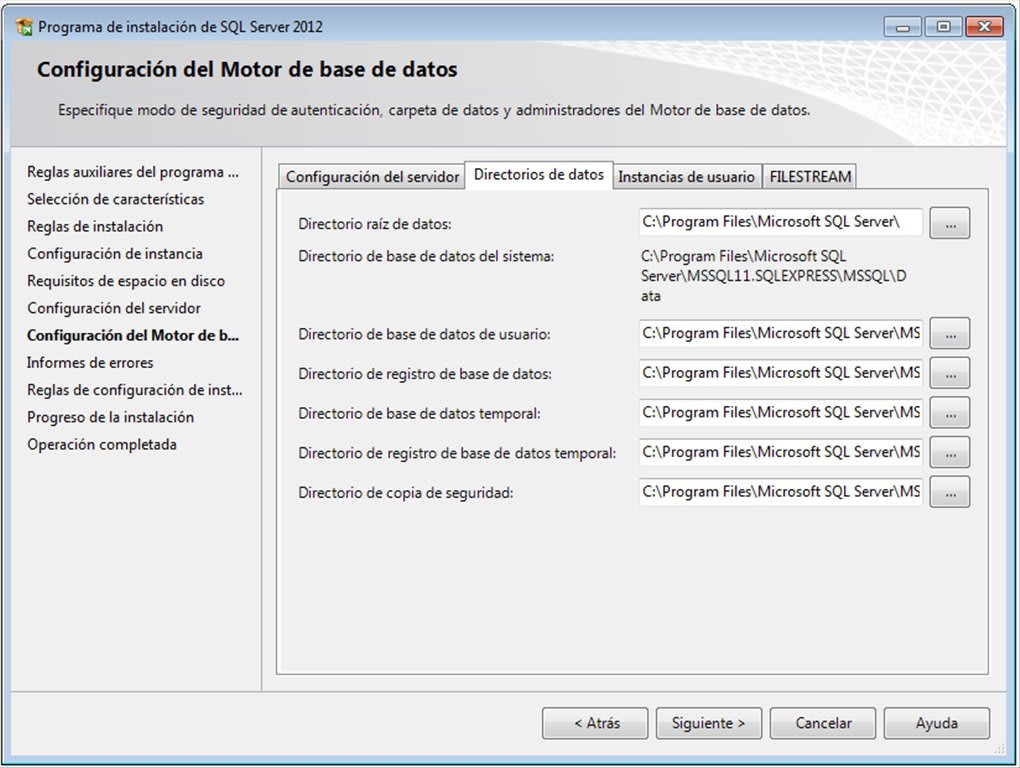 Programa de instalación de SQL Server 2012
Configuración del Motor de base de datos
Especifique modo de seguridad de autenticación, carpeta de datos y administradores del Motor de base de datos.
Reglas auxiliares del programa ...
Selección de características
Reglas de instalación
Configuración de instancia
Requisitos de espacio en disco
Configuración del servidor
Configuración del Motor de b...
Informes de errores
Reglas de configuración de inst...
Progreso de la instalación
Operación completada
Configuración del servidor Directorios de datos Instancias de usuario FILESTREAM
Directorio raíz de datos: C:\Program Files\Microsoft SQL Server\ ...
Directorio de base de datos del sistema: C:\Program Files\Microsoft SQL
Server\MSSQL11.SQLEXPRESS\MSSQL\D
ata
Directorio de base de datos de usuario: C:\Program Files\Microsoft SQL Server\MS ...
Directorio de registro de base de datos: C:\Program Files\Microsoft SQL Server\MS ...
Directorio de base de datos temporal: C:\Program Files\Microsoft SQL Server\MS ...
Directorio de registro de base de datos temporal: C:\Program Files\Microsoft SQL Server\MS ...
Directorio de copia de seguridad: C:\Program Files\Microsoft SQL Server\MS ...
< Atrás Siguiente > Cancelar Ayuda